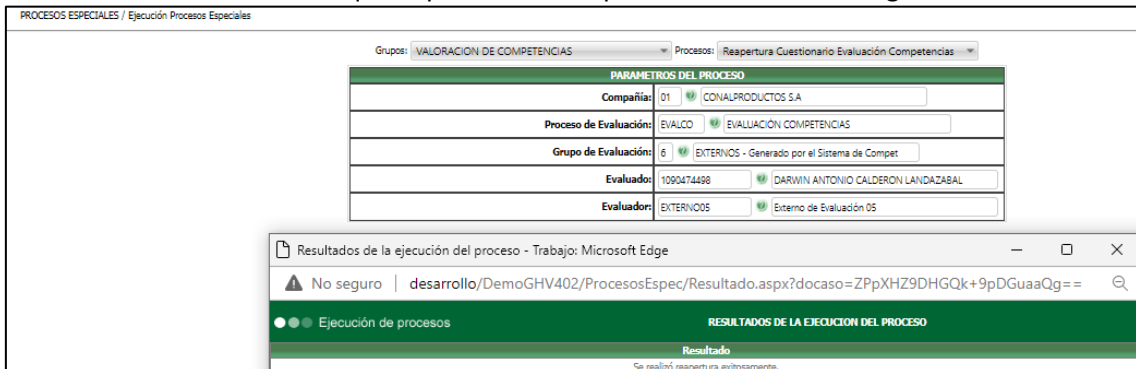 PROCESOS ESPECIALES / Ejecución Procesos Especiales
Grupos: VALORACION DE COMPETENCIAS Procesos: Reapertura Cuestionario Evaluación Competencias
PARAMETROS DEL PROCESO
Compañía: 01 CONALPRODUCTOS S.A
Proceso de Evaluación: EVALCO EVALUACIÓN COMPETENCIAS
Grupo de Evaluación: 6 EXTERNOS - Generado por el Sistema de Compet
Evaluado: 1090474498 DARWIN ANTONIO CALDERON LANDAZABAL
Evaluador: EXTERNO05 Externo de Evaluación 05
Resultados de la ejecución del proceso - Trabajo: Microsoft Edge
No seguro | desarrollo/DemoGHV402/ProcesosEspec/Resultado.aspx?docaso=ZPpXHZ9DHGQk+9pDGuaaQg==
Ejecución de procesos RESULTADOS DE LA EJECUCION DEL PROCESO
Resultado
Se realizó reapertura exitosamente.